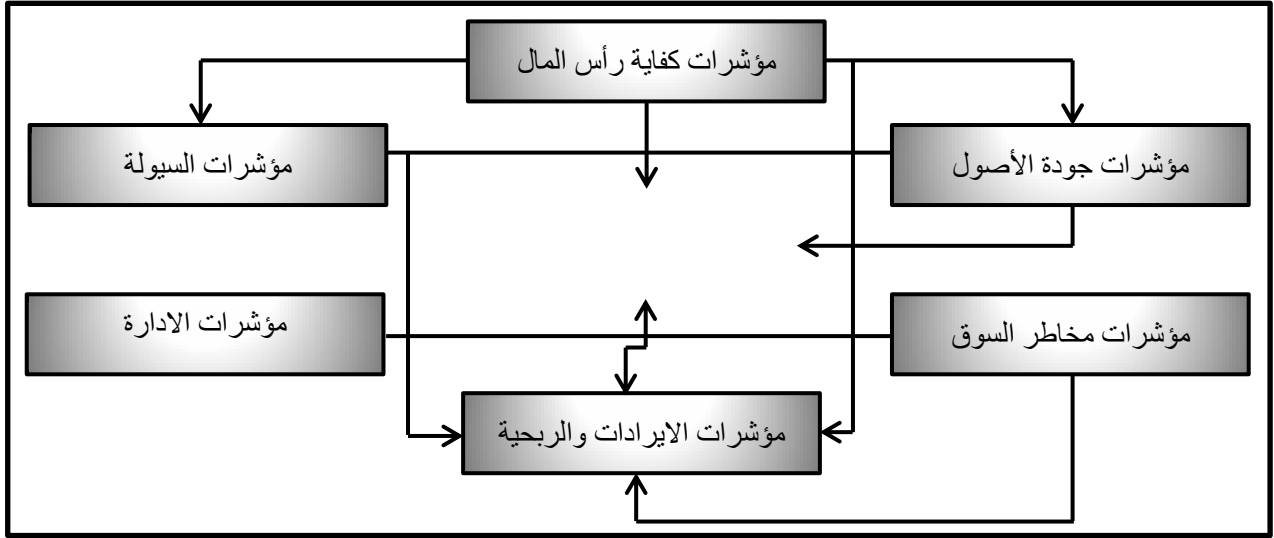 مؤشرات كفاية رأس المال
مؤشرات جودة الأصول
مؤشرات السيولة
مؤشرات مخاطر السوق
مؤشرات الادارة
مؤشرات الايرادات والربحية